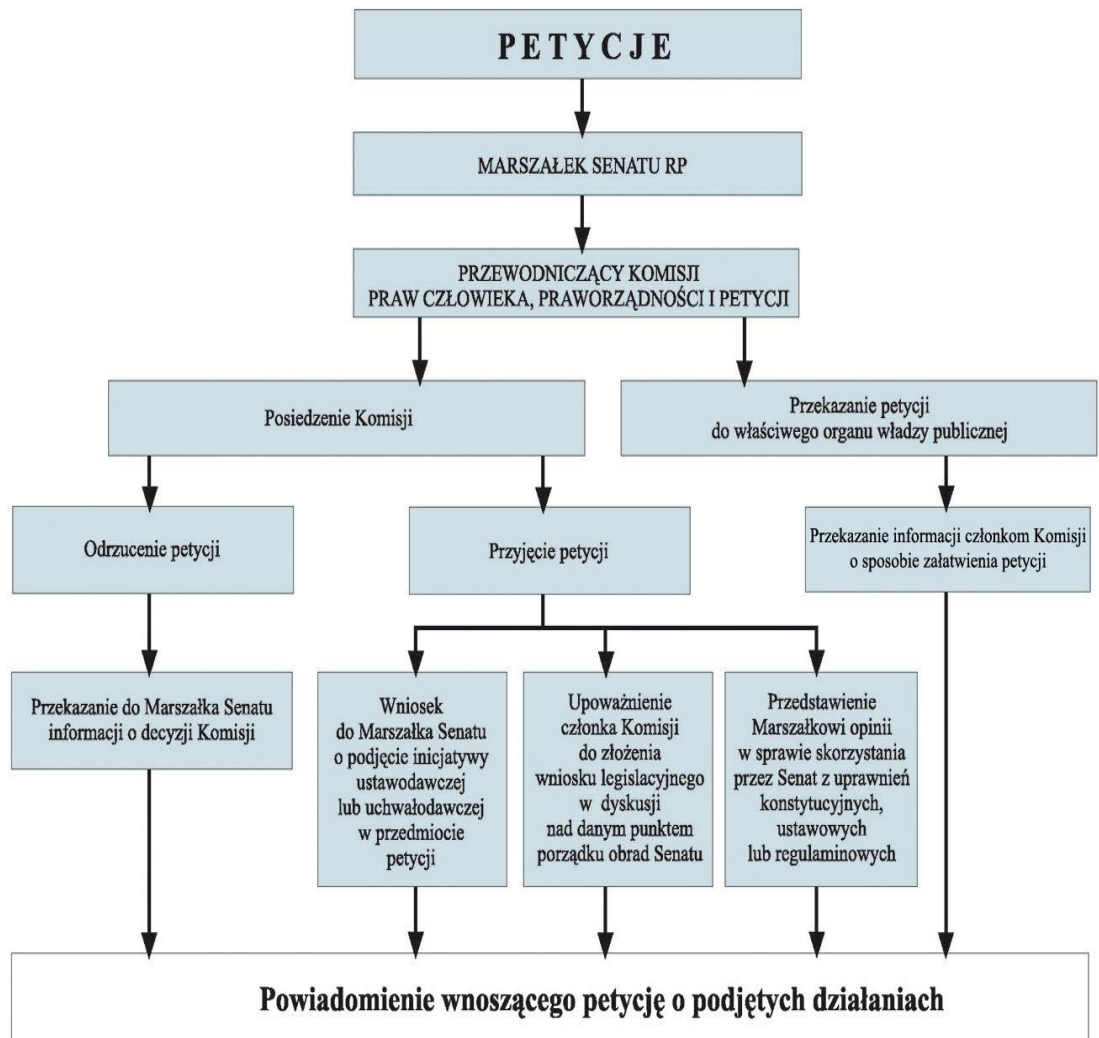 PETYCJE
MARSZAŁEK SENATU RP
PRZEWODNICZĄCY KOMISJI
PRAW CZŁOWIEKA, PRAWORZĄDNOŚCI I PETYCJI
Posiedzenie Komisji
Przekazanie petycji
do właściwego organu władzy publicznej
Odrzucenie petycji
Przyjęcie petycji
Przekazanie informacji członkom Komisji
o sposobie załatwienia petycji
Przekazanie do Marszałka Senatu
informacji o decyzji Komisji
Wniosek
do Marszałka Senatu
o podjęcie inicjatywy
ustawodawczej
lub uchwałodawczej
w przedmiocie
petycji
Upoważnienie
członka Komisji
do złożenia
wniosku legislacyjnego
w dyskusji
nad danym punktem
porządku obrad Senatu
Przedstawienie
Marszałkowi opinii
w sprawie skorzystania
przez Senat z uprawnień
konstytucyjnych,
ustawowych
lub regulaminowych
Powiadomienie wnoszącego petycję o podjętych działaniach